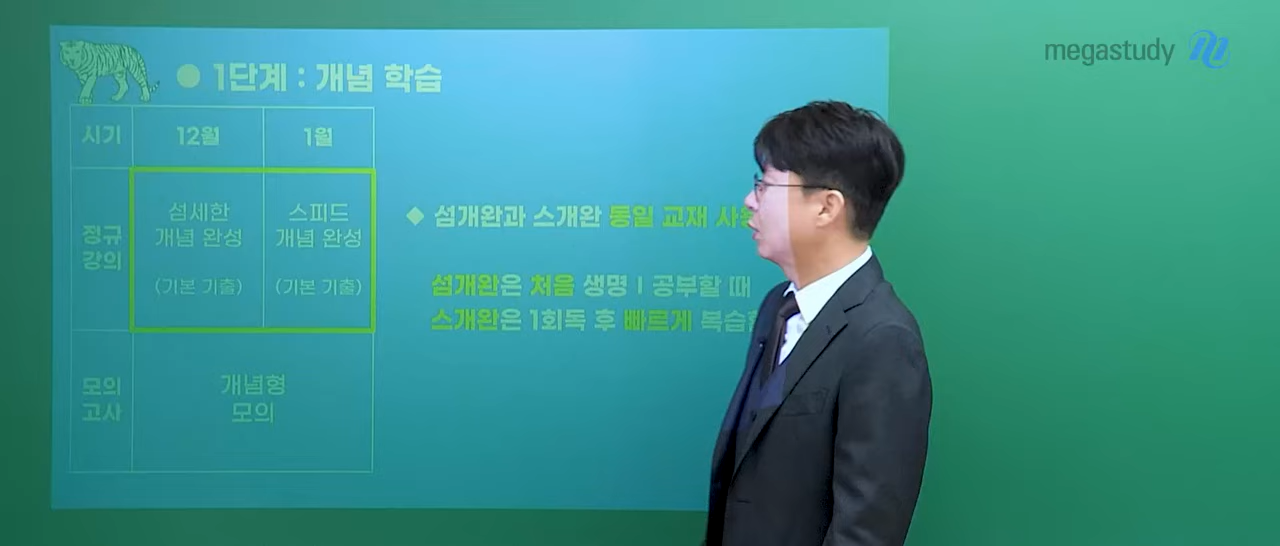 megastudy
● 1단계 : 개념 학습
시기 12월 1월
정규 강의
섬세한 개념 완성 (기본 기출)
스피드 개념 완성 (기본 기출)
◆ 섬개완과 스개완 동일 교재
섬개완은 처음 생명 I 공부할 때
스개완은 1회독 후 빠르게
모의 고사
개념형 모의